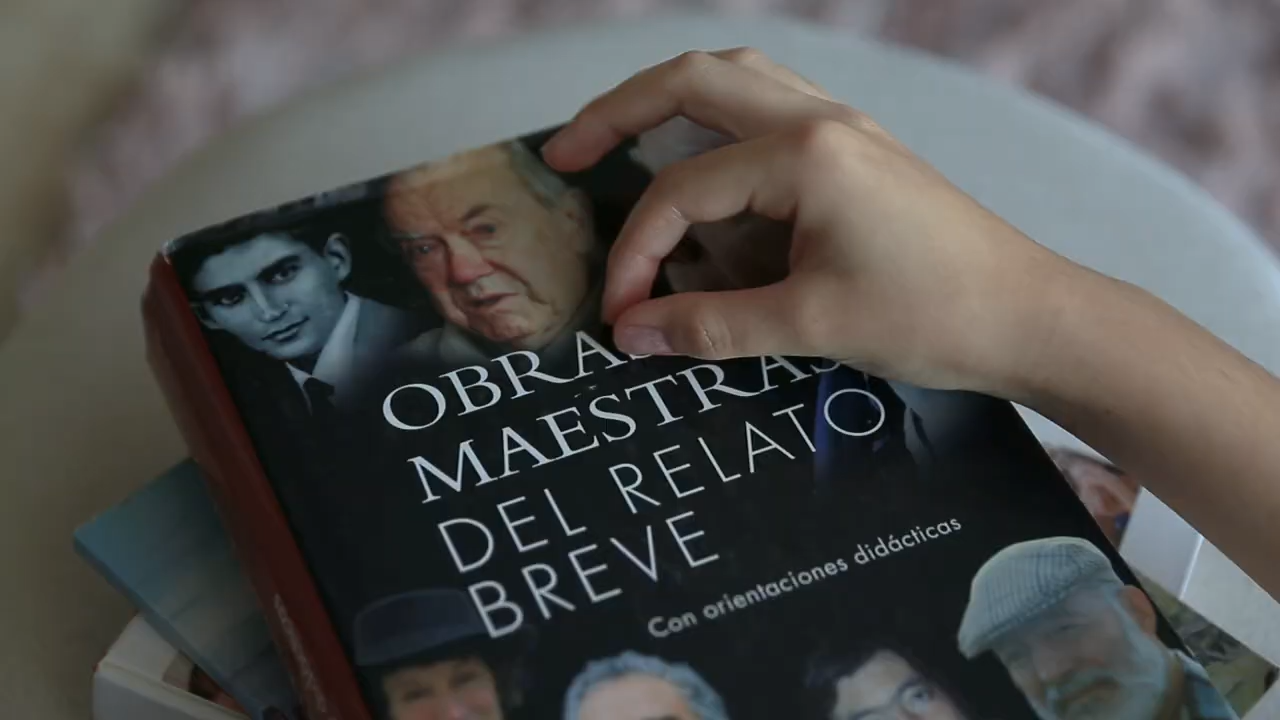 OBRAS
MAESTRAS
DEL RELATO
BREVE
Con orientaciones didácticas